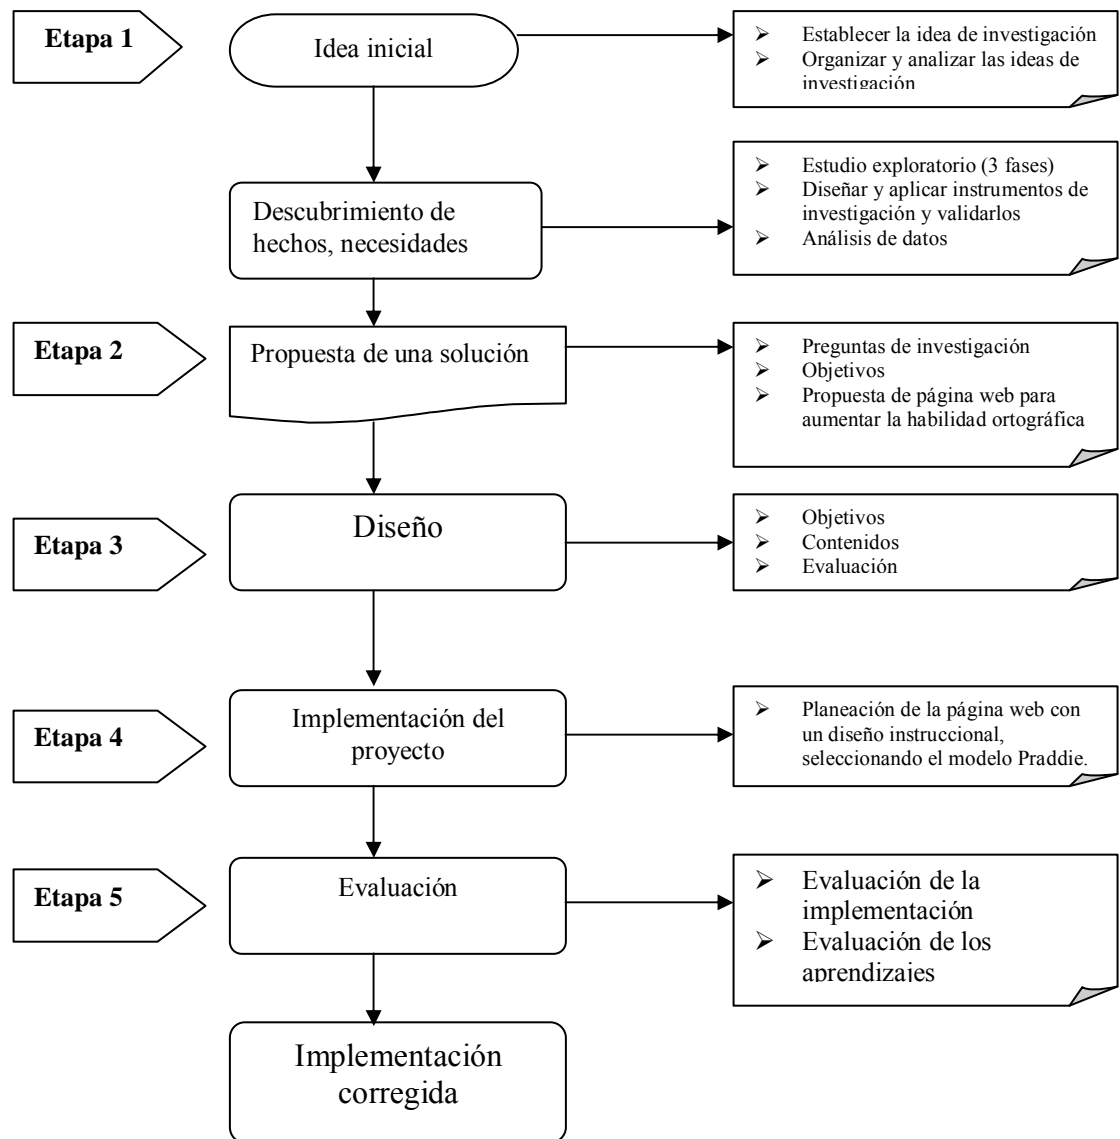 Etapa 1
Idea inicial
➢ Establecer la idea de investigación
➢ Organizar y analizar las ideas de
investigación
Descubrimiento de
hechos, necesidades
➢ Estudio exploratorio (3 fases)
➢ Diseñar y aplicar instrumentos de
investigación y validarlos
➢ Análisis de datos
Etapa 2
Propuesta de una solución
➢ Preguntas de investigación
➢ Objetivos
➢ Propuesta de página web para
aumentar la habilidad ortográfica
Etapa 3
Diseño
➢ Objetivos
➢ Contenidos
➢ Evaluación
Etapa 4
Implementación del
proyecto
➢ Planeación de la página web con
un diseño instruccional,
seleccionando el modelo Praddie.
Etapa 5
Evaluación
➢ Evaluación de la
implementación
➢ Evaluación de los
aprendizajes
Implementación
corregida